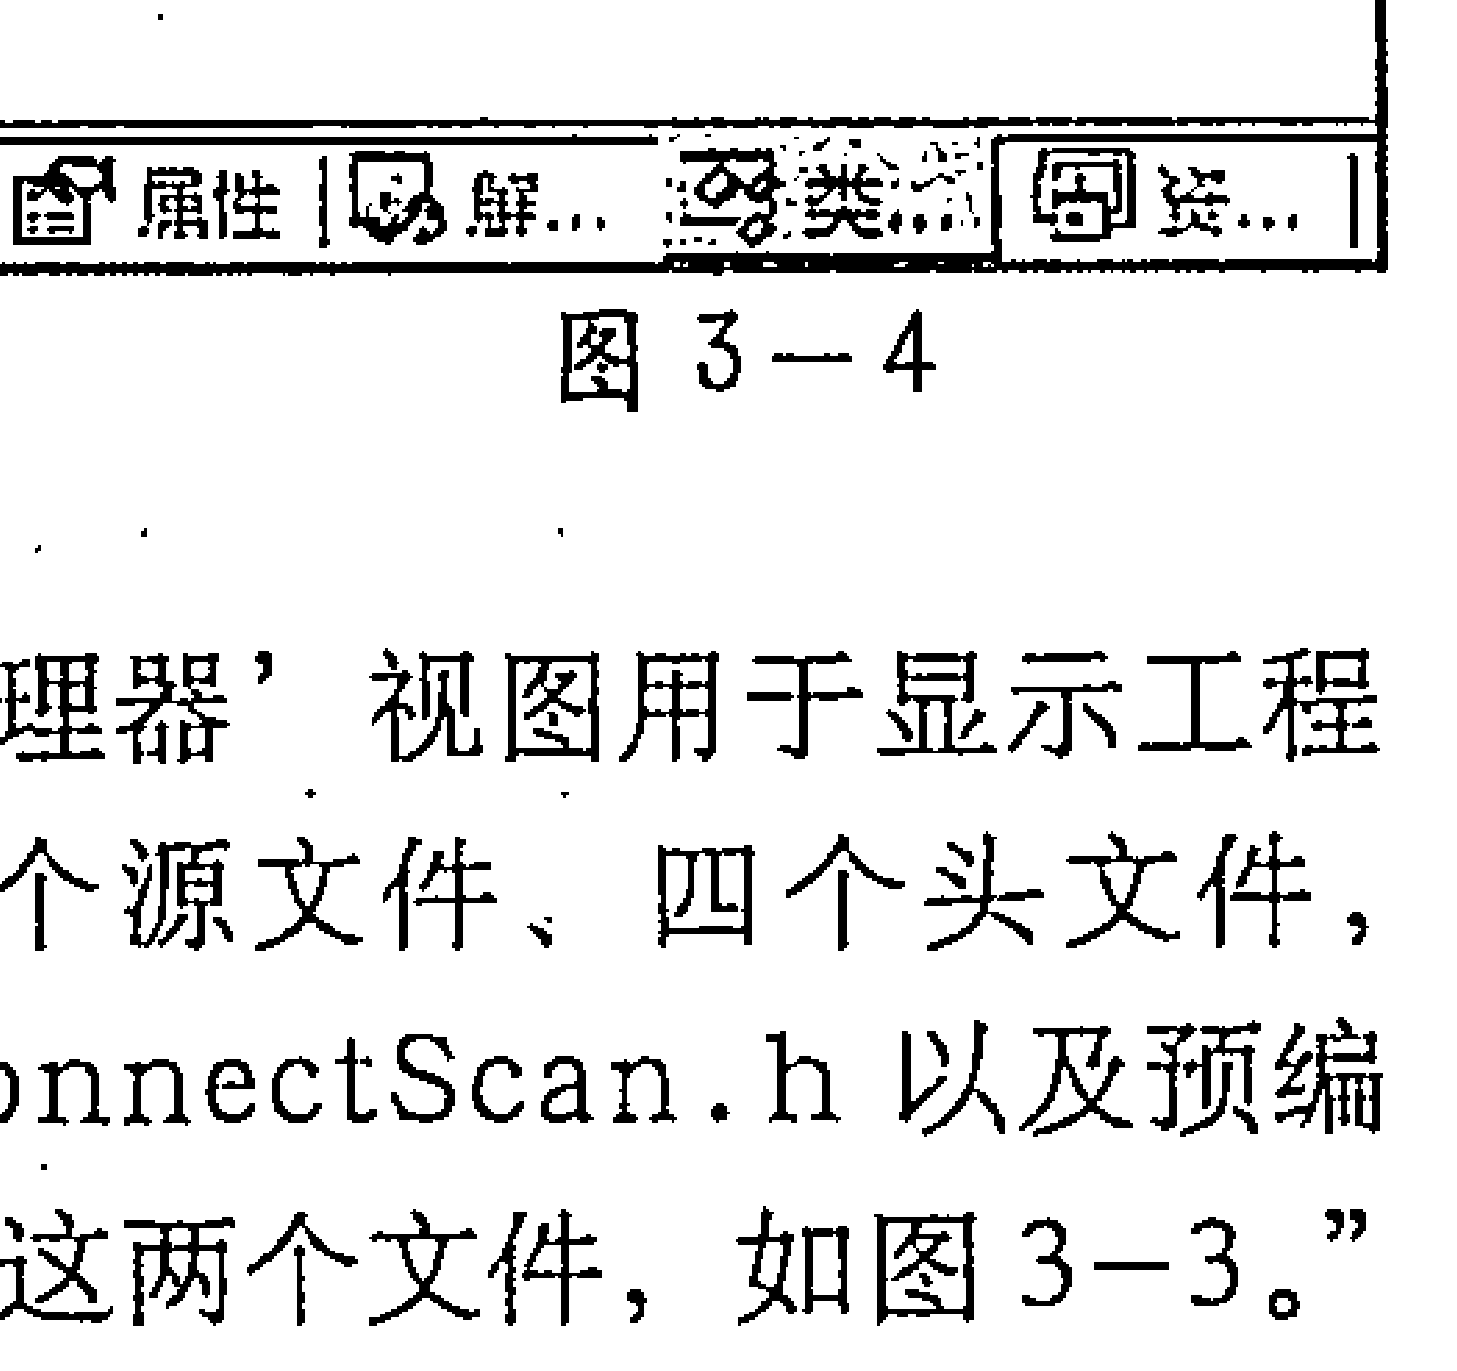 属性 解... 类... 资...
图 3—4
理器’ 视图用于显示工程
个源文件、四个头文件，
onnectScan.h 以及预编
这两个文件，如图 3—3。”